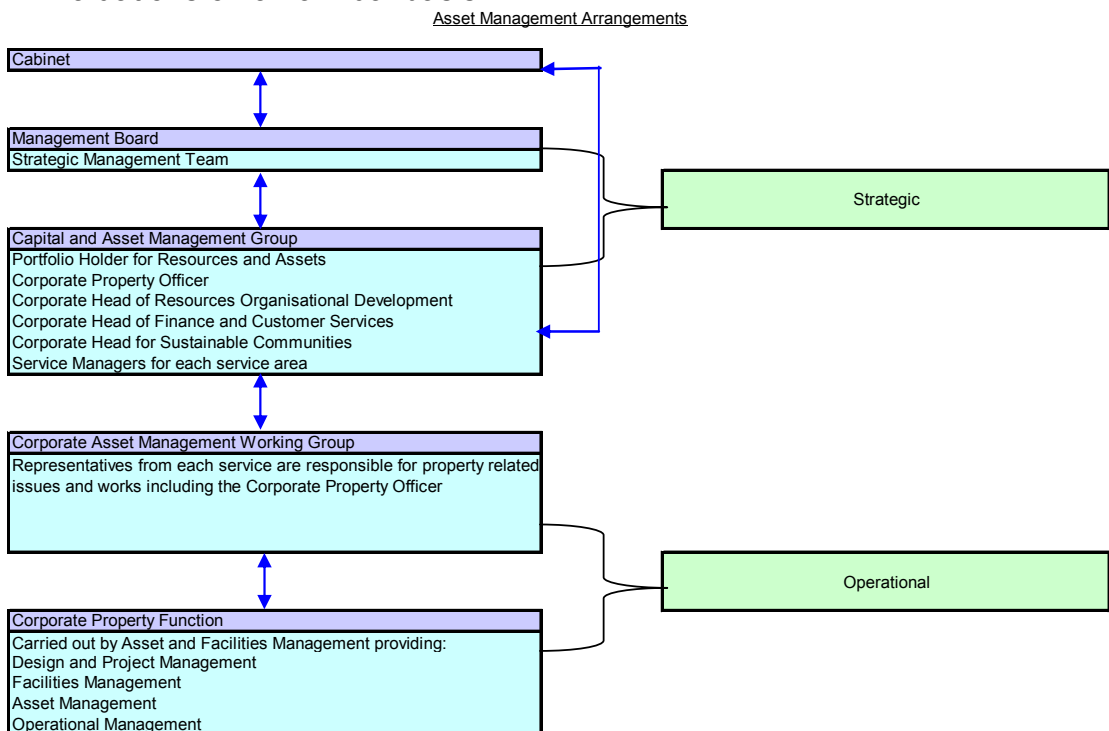 Asset Management Arrangements
Cabinet
Management Board
Strategic Management Team
Strategic
Capital and Asset Management Group
Portfolio Holder for Resources and Assets
Corporate Property Officer
Corporate Head of Resources Organisational Development
Corporate Head of Finance and Customer Services
Corporate Head for Sustainable Communities
Service Managers for each service area
Corporate Asset Management Working Group
Representatives from each service are responsible for property related
issues and works including the Corporate Property Officer
Operational
Corporate Property Function
Carried out by Asset and Facilities Management providing:
Design and Project Management
Facilities Management
Asset Management
Operational Management